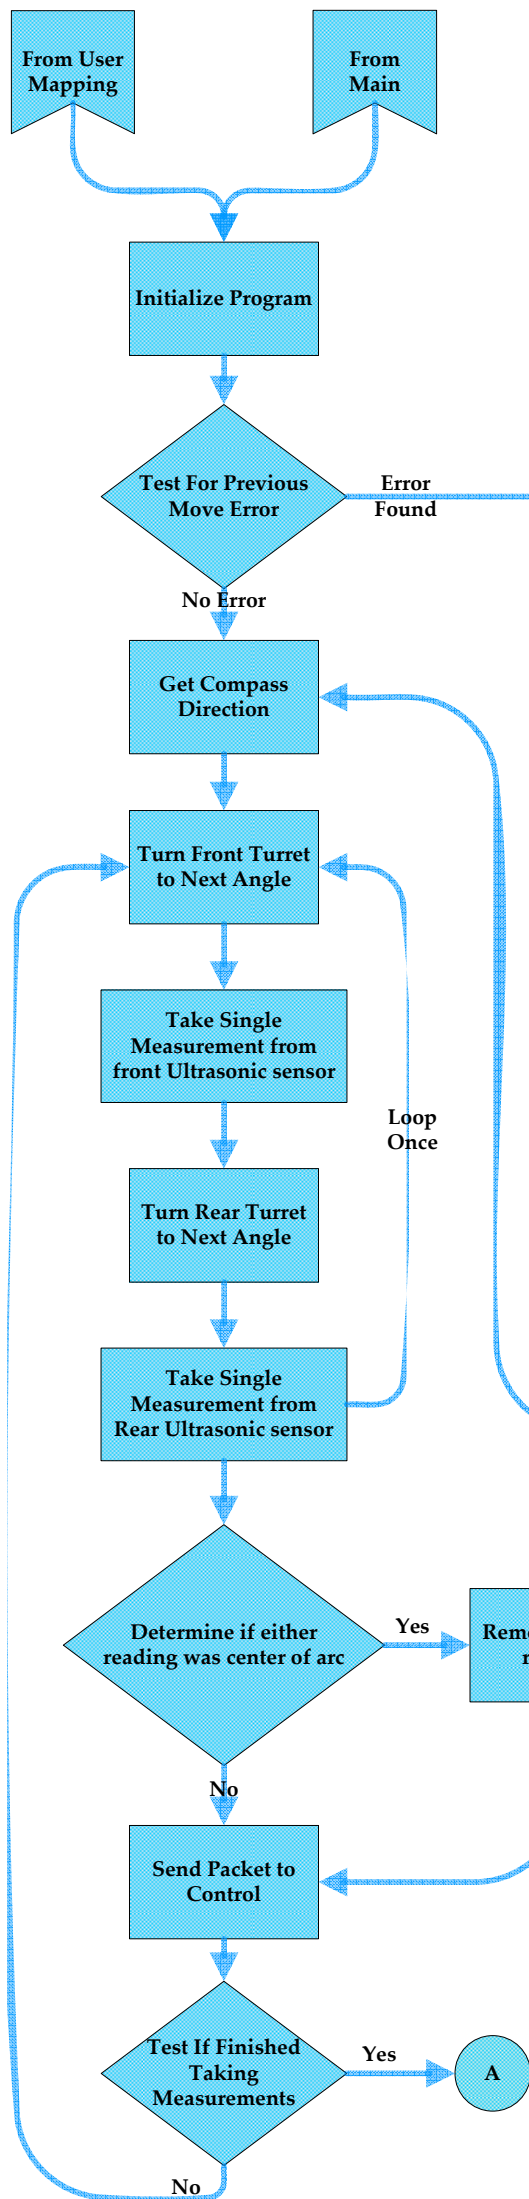 From User
Mapping
From
Main
Initialize Program
Test For Previous
Move Error
Error
Found
No Error
Get Compass
Direction
Turn Front Turret
to Next Angle
Take Single
Measurement from
front Ultrasonic sensor
Loop
Once
Turn Rear Turret
to Next Angle
Take Single
Measurement from
Rear Ultrasonic sensor
Determine if either
reading was center of arc
Yes
No
Send Packet to
Control
Test If Finished
Taking
Measurements
Yes
A
No